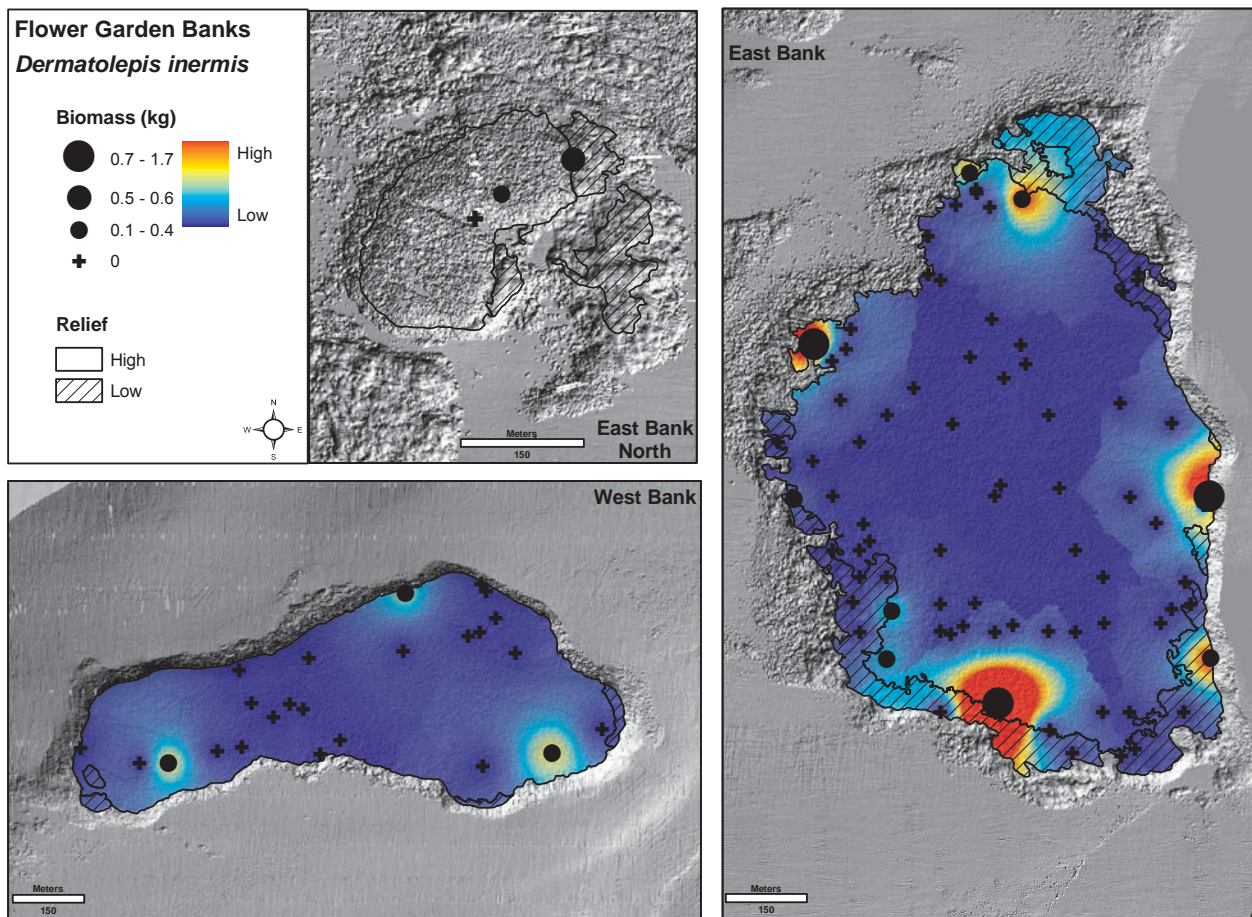 Flower Garden Banks
Dermatolepis inermis
Biomass (kg)
0.7 - 1.7
0.5 - 0.6
0.1 - 0.4
0
High
Low
Relief
High
Low
N
W E
S
Meters
150
East Bank
North
West Bank
Meters
150
East Bank
Meters
150